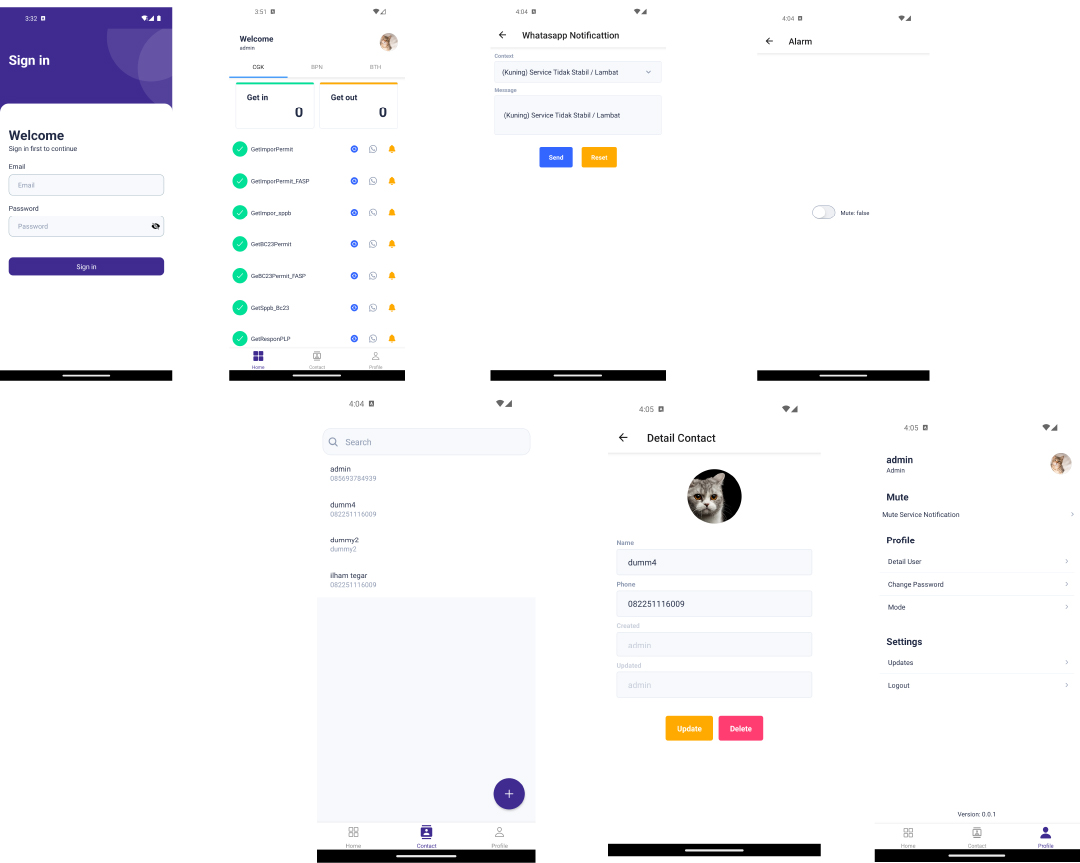 3:32
Sign in
Welcome
Sign in first to continue
Email
Email
Password
Password
Sign in
3:51
Welcome
admin
CGK BPN BTH
Get in Get out
0 0
GetImporPermit
GetImporPermit_FASP
GetImpor_sppb
GetBC23Permit
GeBC23Permit_FASP
GetSppb_Bc23
GetResponPLP
Home Contact Profile
4:04
Whatasapp Notificattion
Context
(Kuning) Service Tidak Stabil / Lambat
Message
(Kuning) Service Tidak Stabil / Lambat
Send Reset
4:04
Alarm
Mute: false
4:04
Search
admin
085693784939
dumm4
082251116009
dummy2
dummy2
ilham tegar
082251116009
+
Home Contact Profile
4:05
Detail Contact
Name
dumm4
Phone
082251116009
Created
admin
Updated
admin
Update Delete
4:05
admin
Admin
Mute
Mute Service Notification
Profile
Detail User
Change Password
Mode
Settings
Updates
Logout
Version: 0.0.1
Home Contact Profile